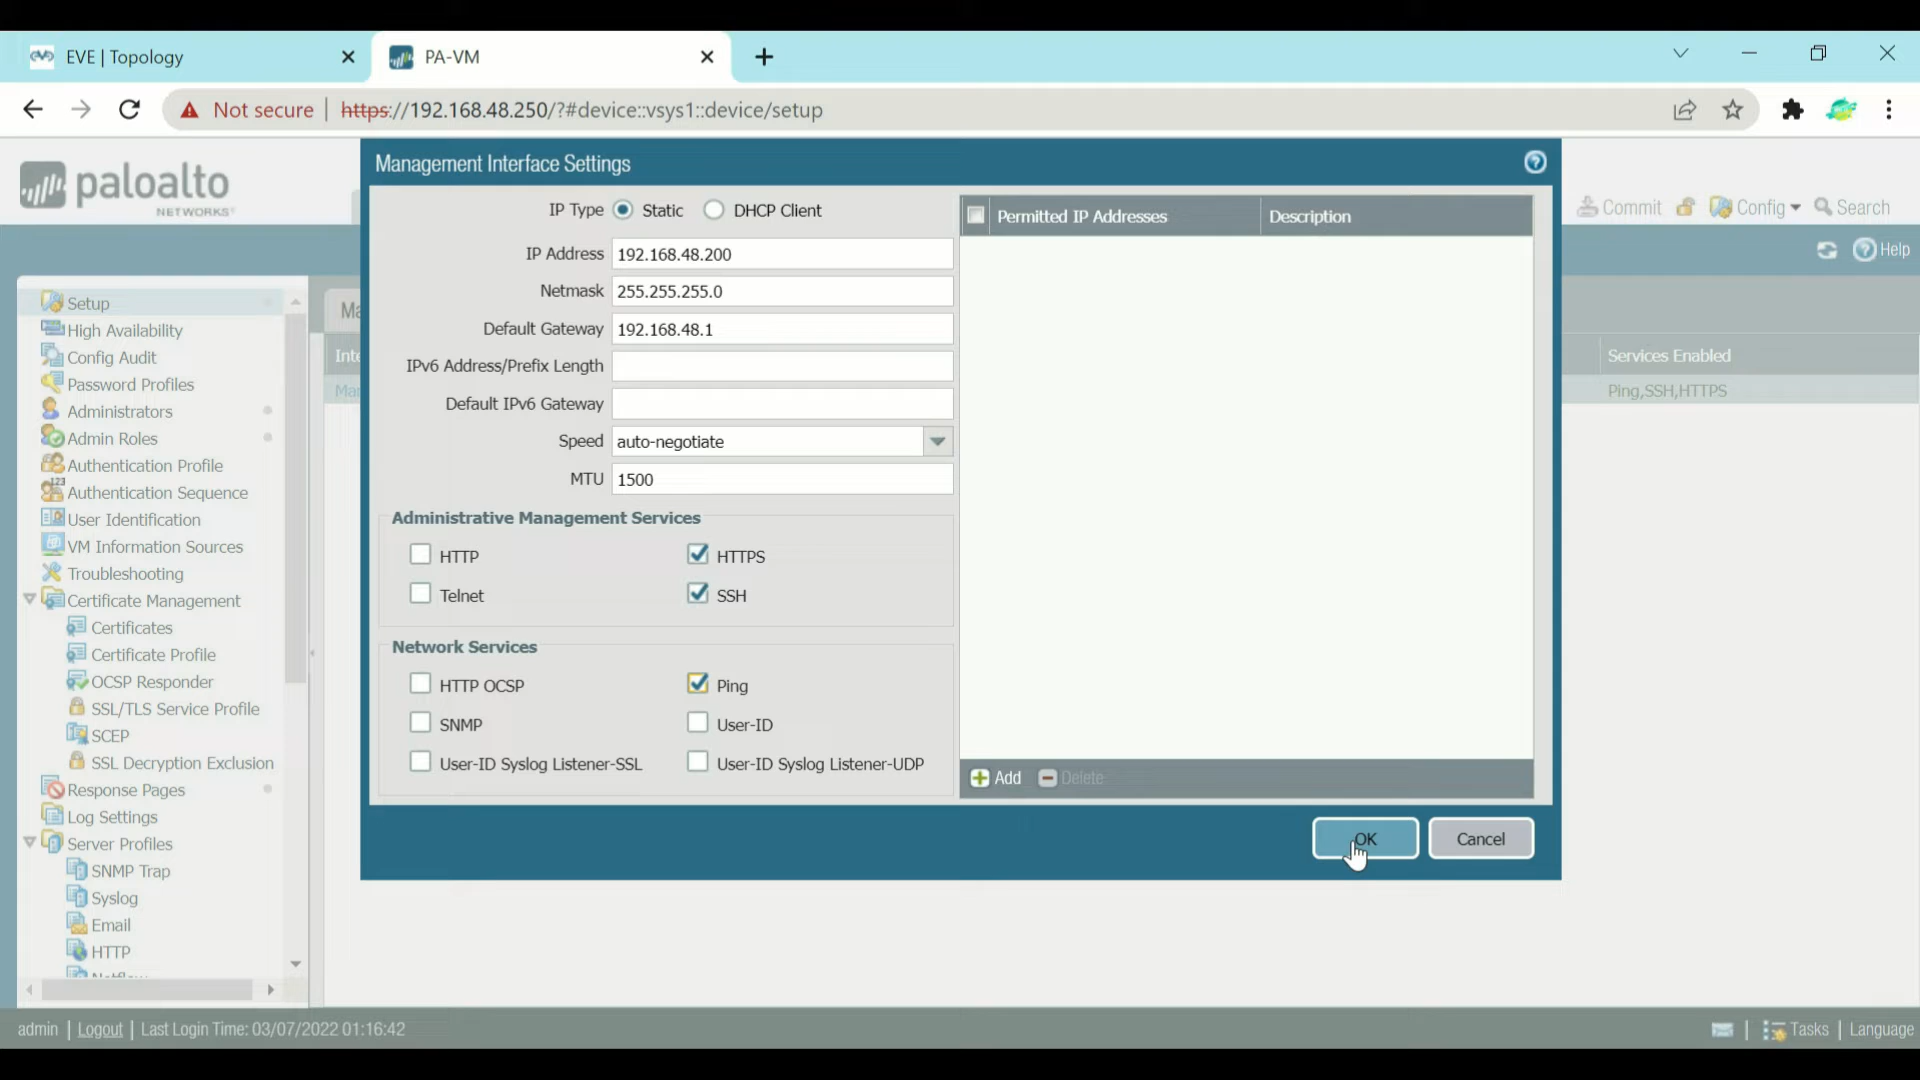 EVE | Topology
PA-VM
Not secure
https://192.168.48.250/?#device::vsys1::device/setup
paloalto
NETWORKS
Commit
Config
Search
Help
Setup
High Availability
Config Audit
Password Profiles
Administrators
Admin Roles
Authentication Profile
Authentication Sequence
User Identification
VM Information Sources
Troubleshooting
Certificate Management
Certificates
Certificate Profile
OCSP Responder
SSL/TLS Service Profile
SCEP
SSL Decryption Exclusion
Response Pages
Log Settings
Server Profiles
SNMP Trap
Syslog
Email
HTTP
Management Interface Settings
IP Type Static DHCP Client
IP Address 192.168.48.200
Netmask 255.255.255.0
Default Gateway 192.168.48.1
IPv6 Address/Prefix Length
Default IPv6 Gateway
Speed auto-negotiate
MTU 1500
Administrative Management Services
HTTP HTTPS
Telnet SSH
Network Services
HTTP OCSP Ping
SNMP User-ID
User-ID Syslog Listener-SSL User-ID Syslog Listener-UDP
Permitted IP Addresses Description
Add Delete
OK Cancel
Services Enabled
Ping,SSH,HTTPS
admin | Logout | Last Login Time: 03/07/2022 01:16:42
Tasks | Language